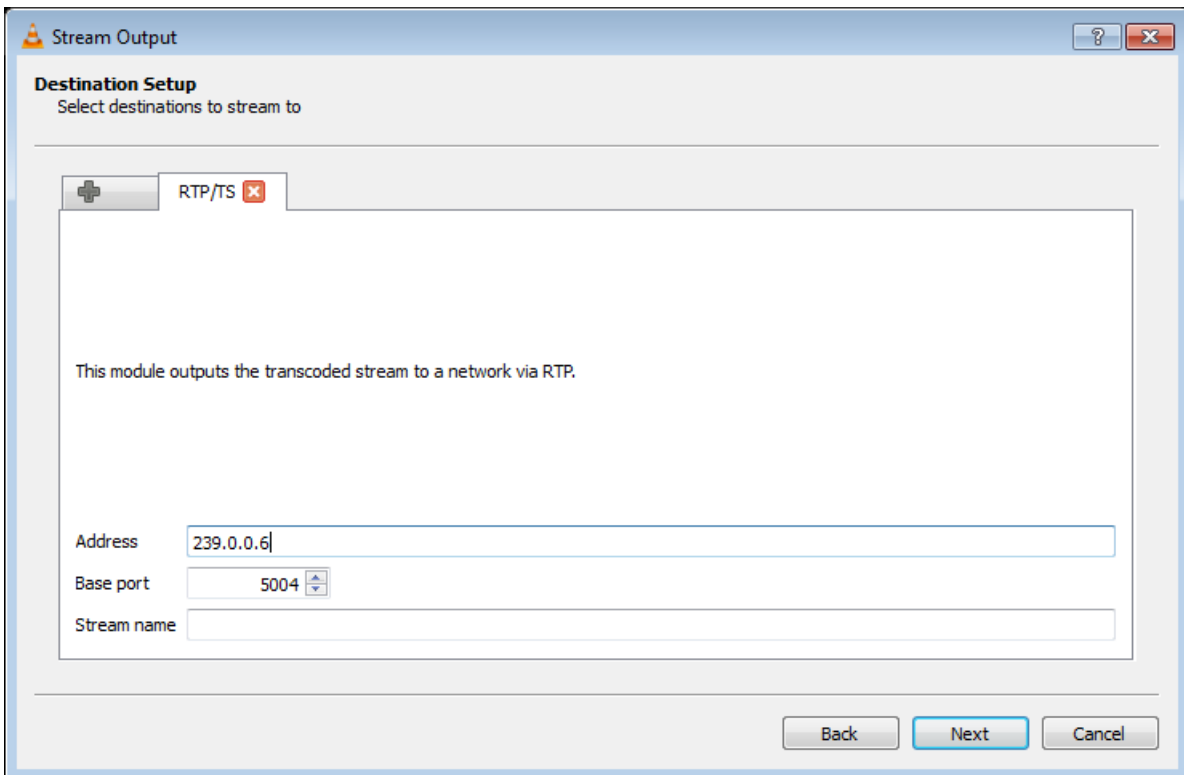 Stream Output
Destination Setup
Select destinations to stream to
RTP/TS
This module outputs the transcoded stream to a network via RTP.
Address 239.0.0.6
Base port 5004
Stream name
Back Next Cancel